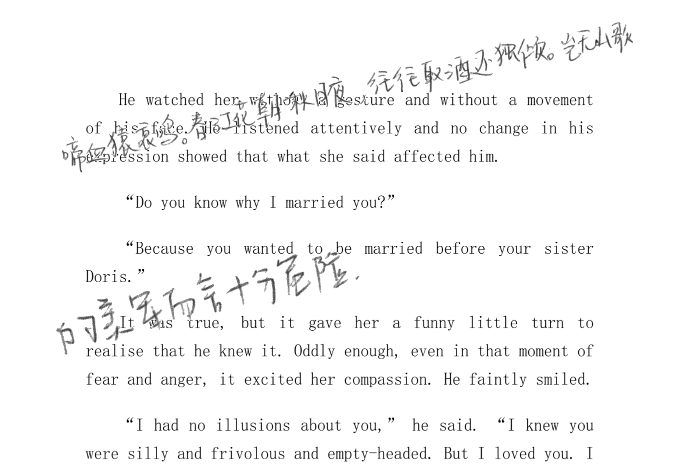 啼血猿哀鸣。春江花朝秋月夜，往往取酒还独倾。岂无山歌
He watched her without a gesture and without a movement
of his face. He listened attentively and no change in his
expression showed that what she said affected him.
“Do you know why I married you?”
“Because you wanted to be married before your sister
Doris.”
的美军而言十分危险.
It was true, but it gave her a funny little turn to
realise that he knew it. Oddly enough, even in that moment of
fear and anger, it excited her compassion. He faintly smiled.
“I had no illusions about you,” he said. “I knew you
were silly and frivolous and empty-headed. But I loved you. I